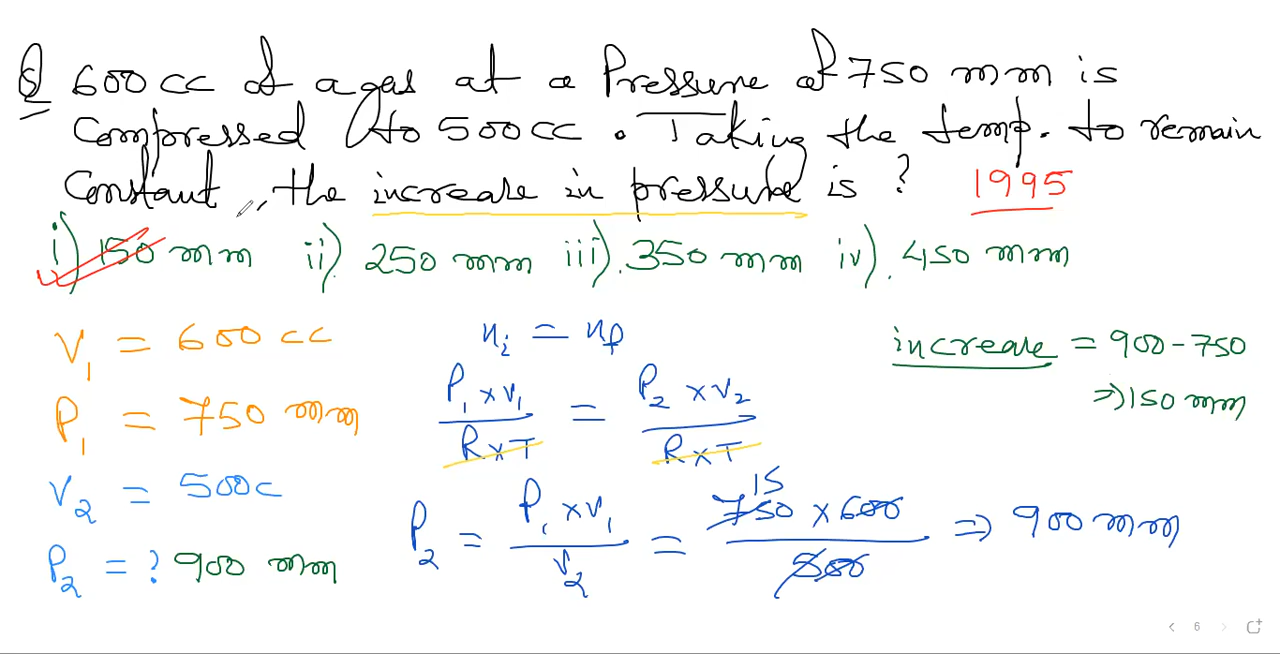 Q 600 cc of a gas at a Pressure of 750 mm is
Compressed to 500 CC. Taking the temp. to remain
Constant, the increase in pressure is ? 1995
i) 150 mm ii) 250 mm iii). 350 mm iv). 450 mm
V1 = 600 cc
P1 = 750 mm
V2 = 500c
P2 = ? 900 mm
ni = nf
P1 x V1 / R x T = P2 x V2 / R x T
P2 = P1 x V1 / V2 = 750 x 600 / 500 ⇒ 900 mm
15
increase = 900 - 750
⇒ 150 mm
6